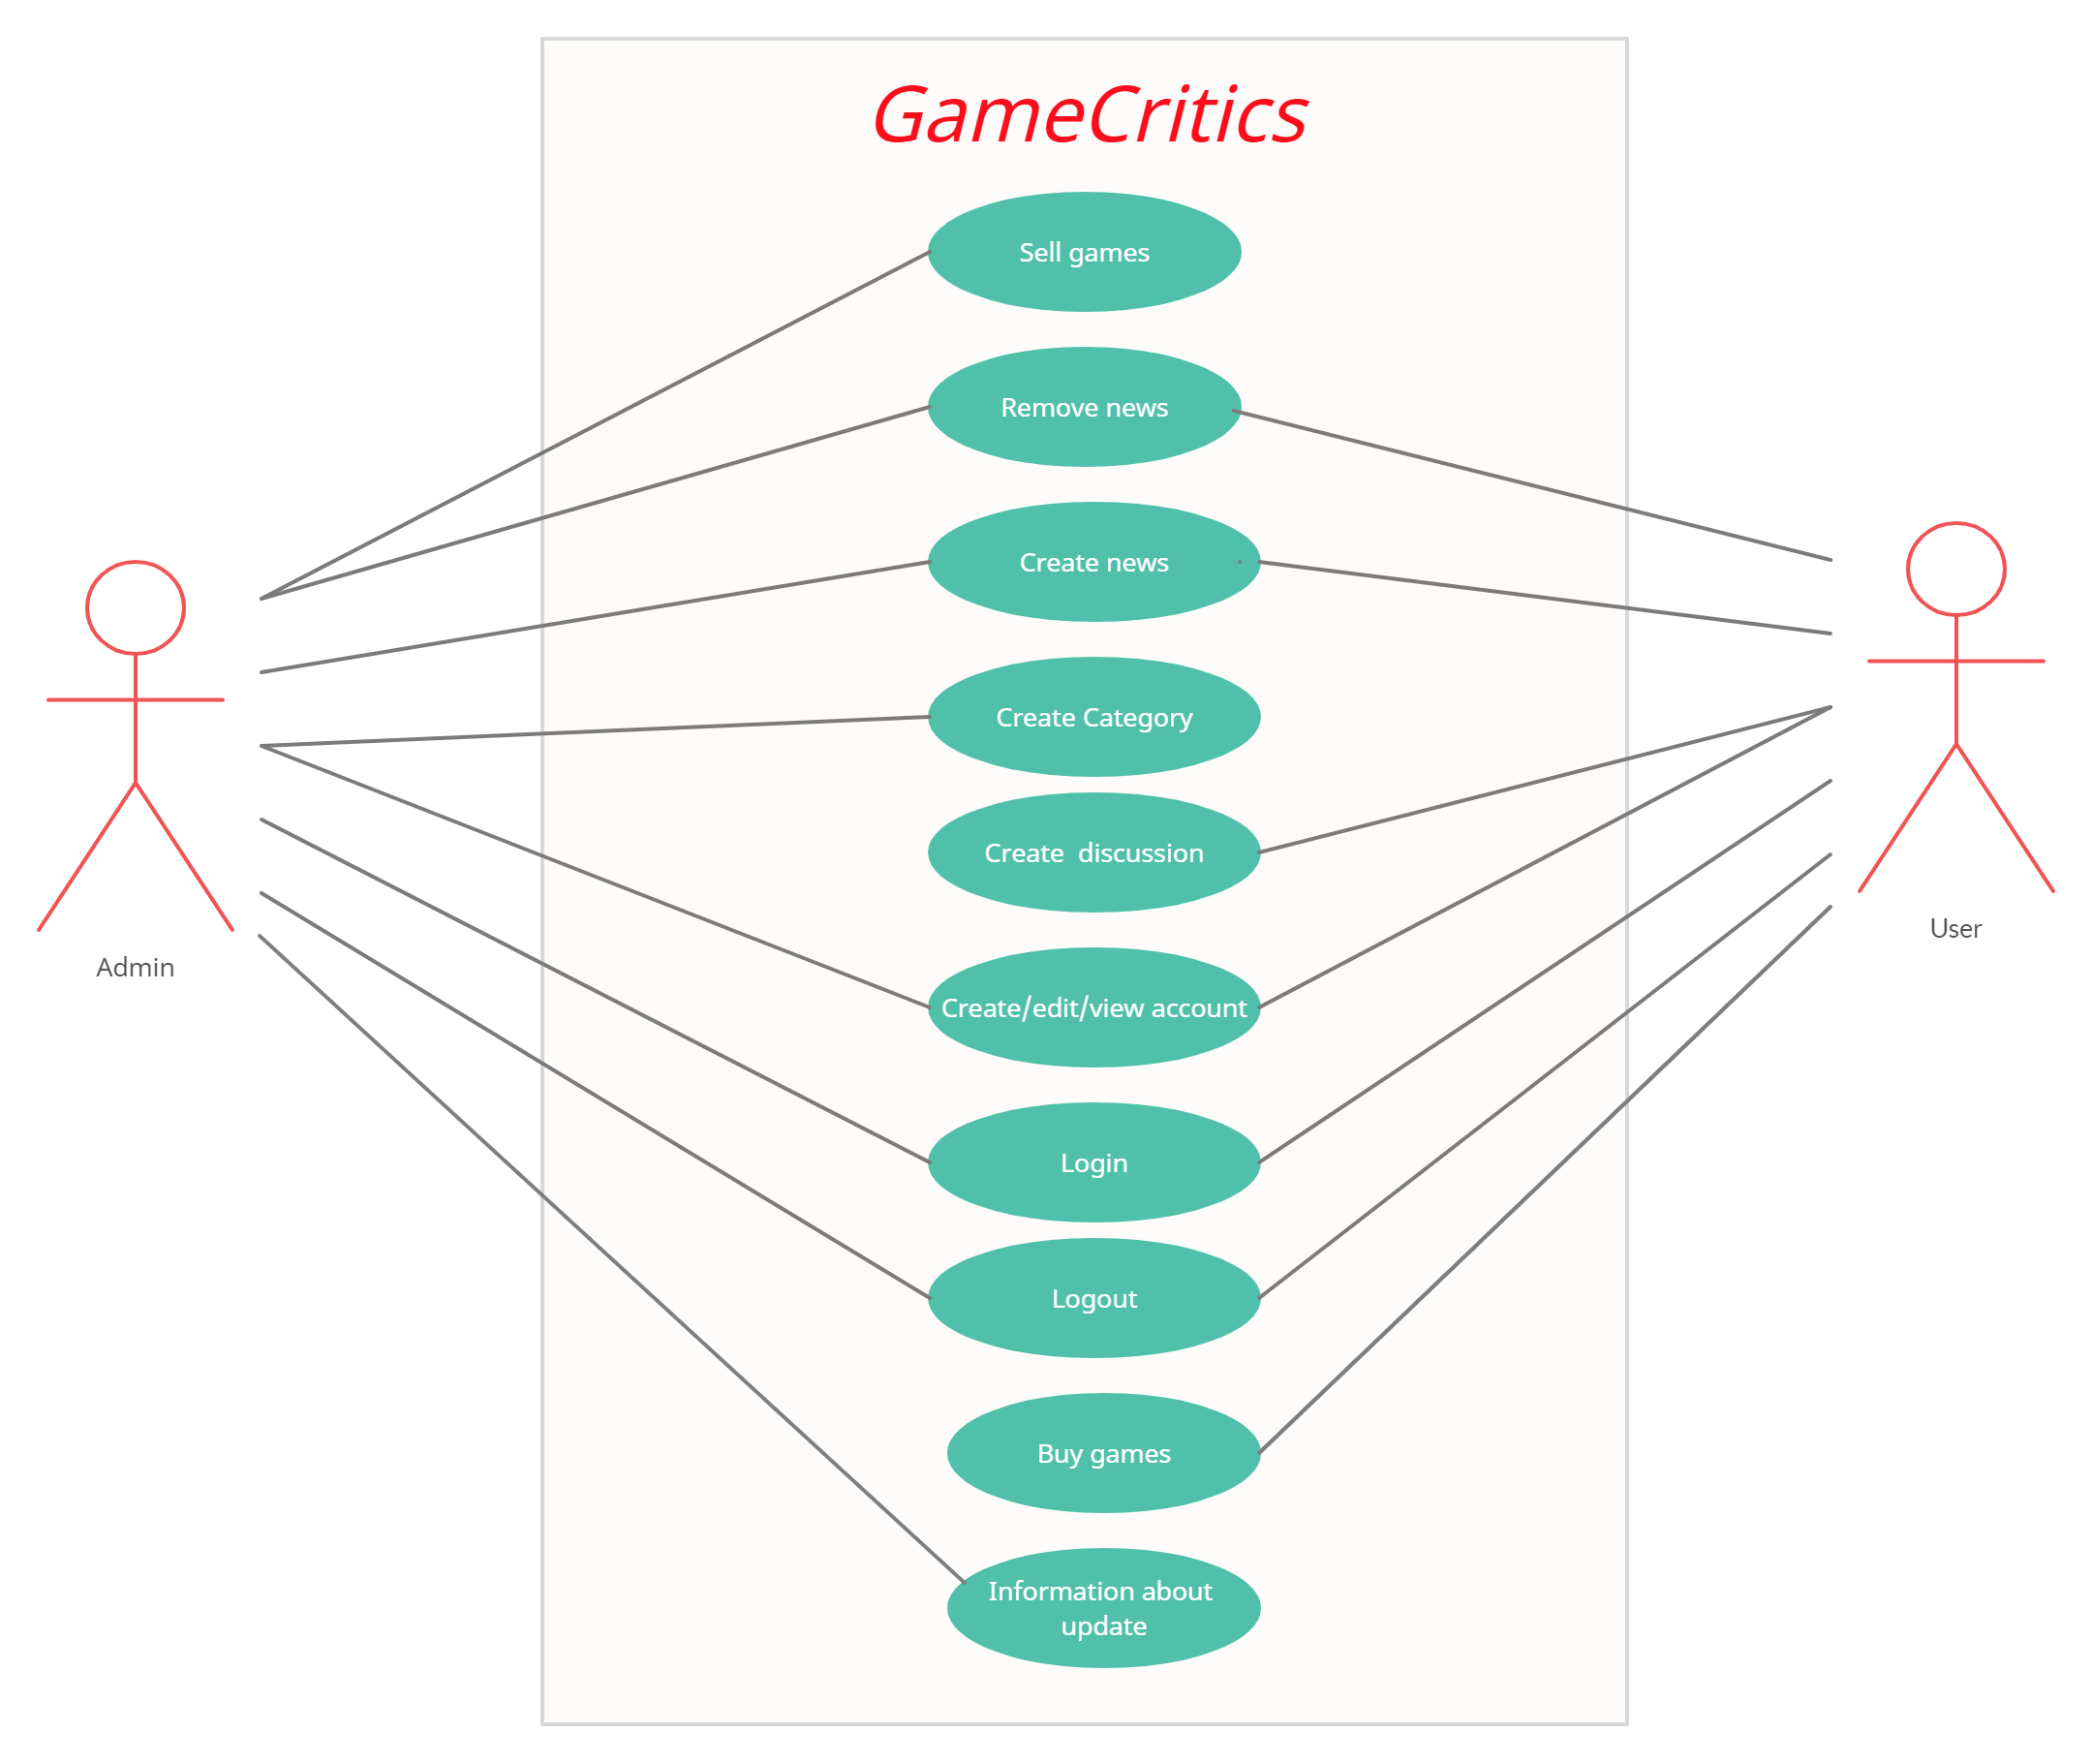 GameCritics
Sell games
Remove news
Create news
Create Category
Create  discussion
Create/edit/view account
Login
Logout
Buy games
Information about
update
Admin
User